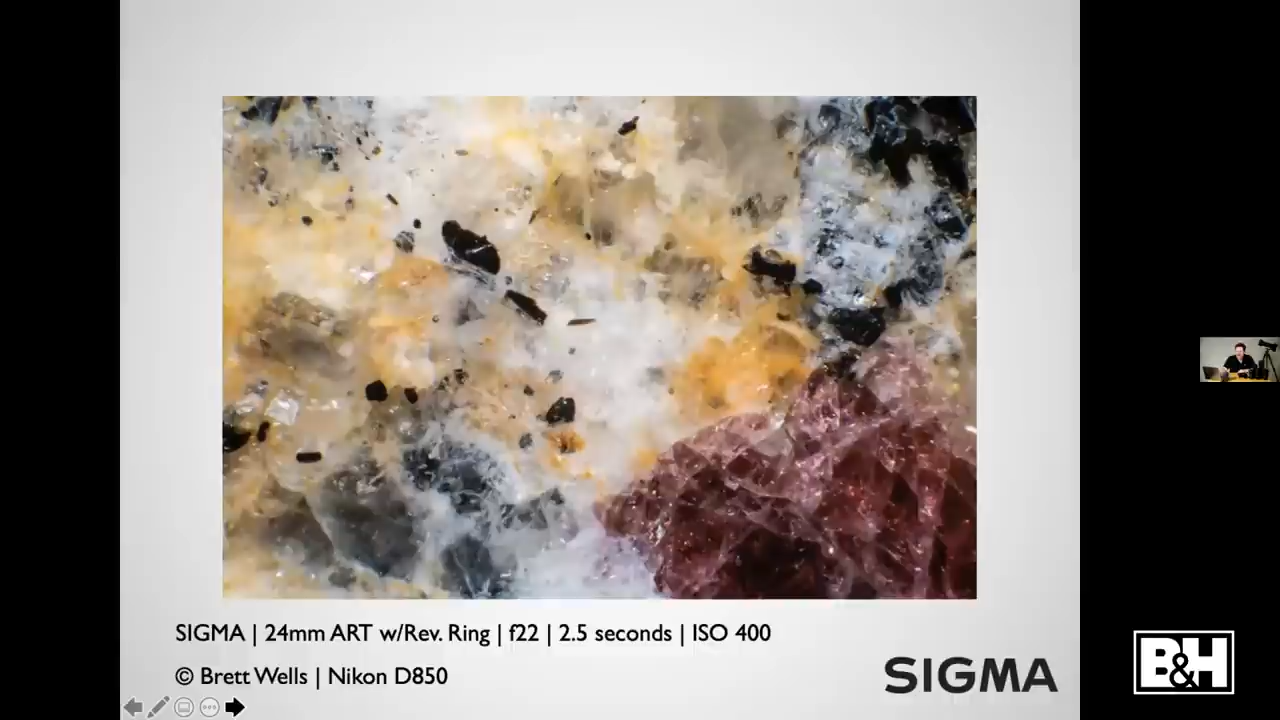 SIGMA | 24mm ART w/Rev. Ring | f22 | 2.5 seconds | ISO 400
© Brett Wells | Nikon D850
SIGMA
B&H